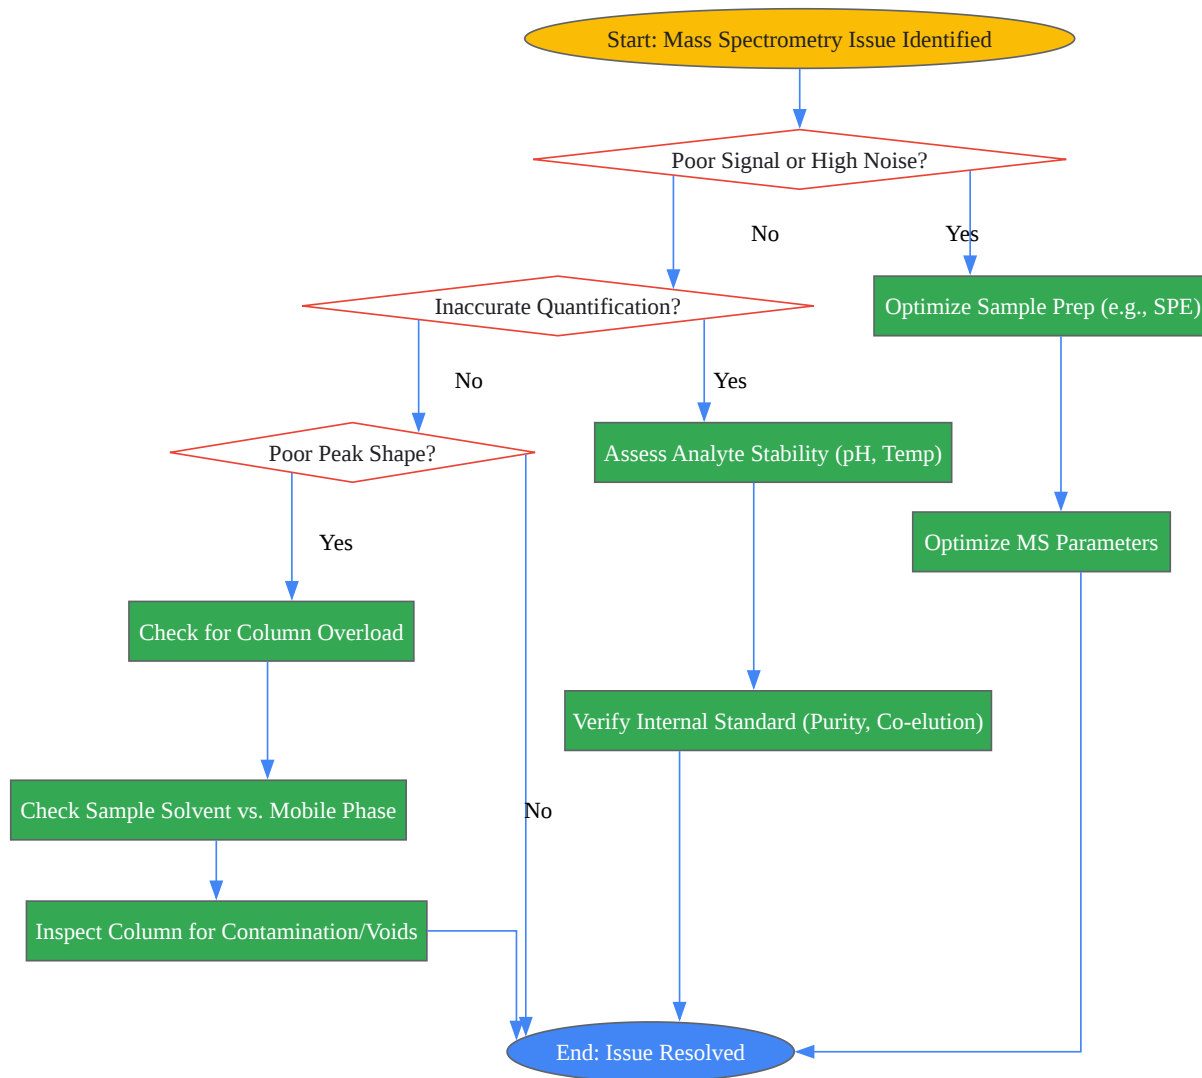 Start: Mass Spectrometry Issue Identified
Poor Signal or High Noise?
No
Yes
Inaccurate Quantification?
Optimize Sample Prep (e.g., SPE)
No
Yes
Poor Peak Shape?
Assess Analyte Stability (pH, Temp)
Yes
Optimize MS Parameters
Check for Column Overload
Verify Internal Standard (Purity, Co-elution)
Check Sample Solvent vs. Mobile Phase
No
Inspect Column for Contamination/Voids
End: Issue Resolved